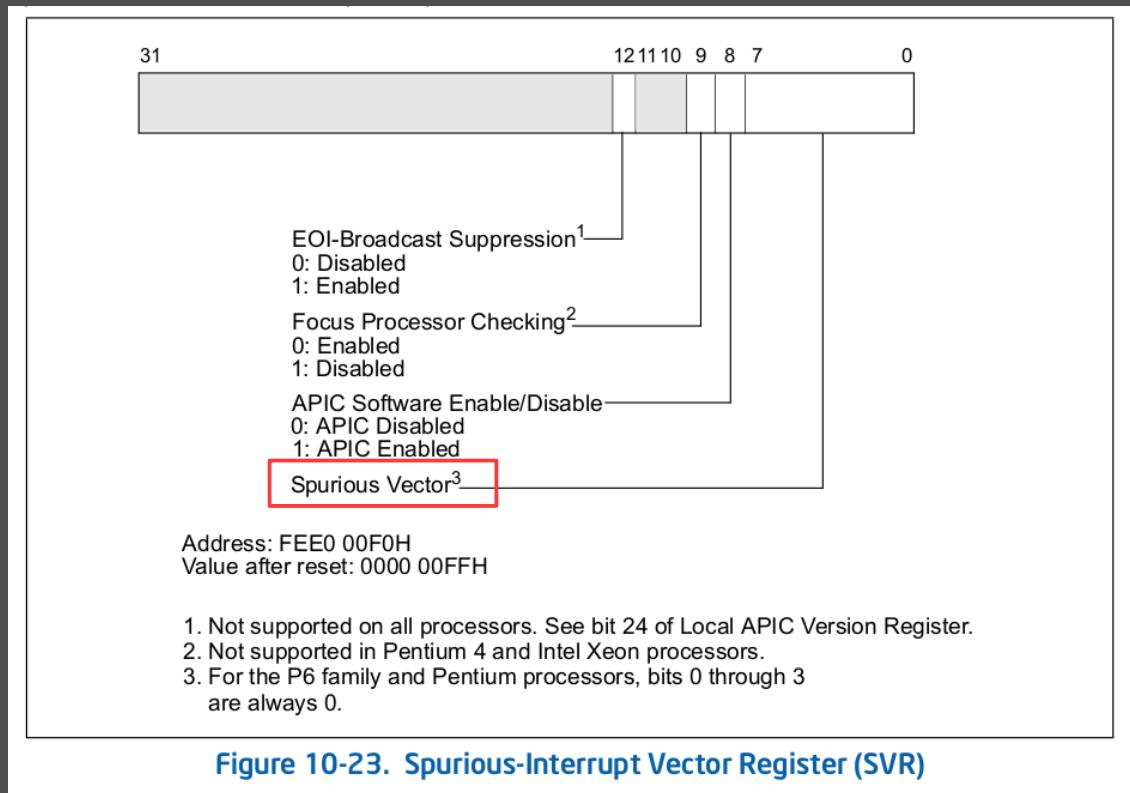 31 12 11 10 9 8 7 0
EOI-Broadcast Suppression1
0: Disabled
1: Enabled
Focus Processor Checking2
0: Enabled
1: Disabled
APIC Software Enable/Disable
0: APIC Disabled
1: APIC Enabled
Spurious Vector3
Address: FEE0 00F0H
Value after reset: 0000 00FFH
1. Not supported on all processors. See bit 24 of Local APIC Version Register.
2. Not supported in Pentium 4 and Intel Xeon processors.
3. For the P6 family and Pentium processors, bits 0 through 3
are always 0.
Figure 10-23. Spurious-Interrupt Vector Register (SVR)